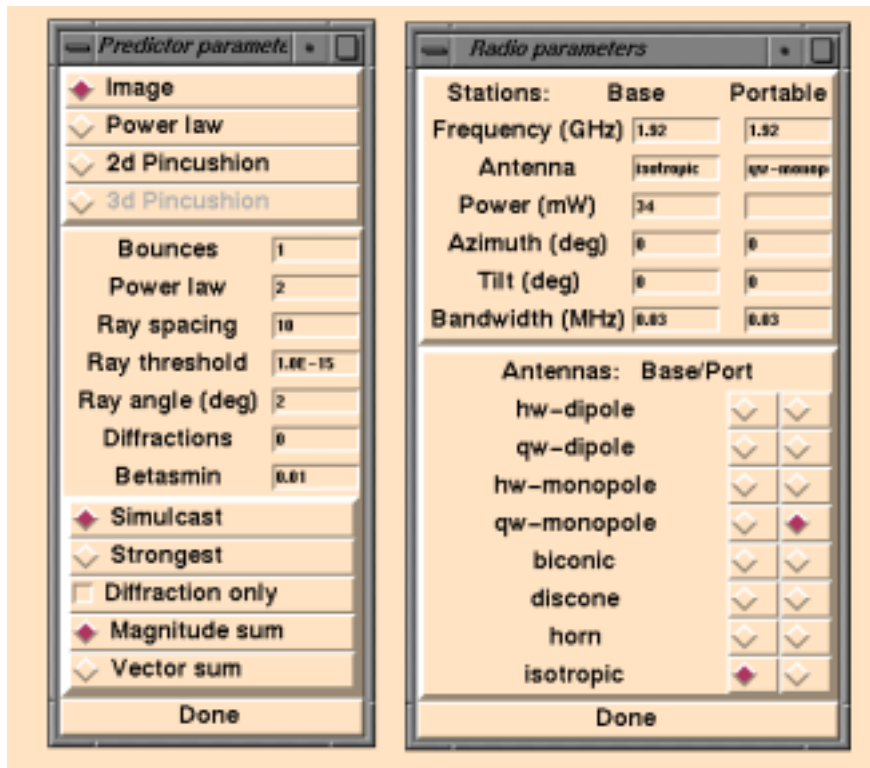 Predictor paramete
Image
Power law
2d Pincushion
3d Pincushion
Bounces 1
Power law 2
Ray spacing 10
Ray threshold 1.0E-15
Ray angle (deg) 2
Diffractions 0
Betasmin 0.01
Simulcast
Strongest
Diffraction only
Magnitude sum
Vector sum
Done
Radio parameters
Stations: Base Portable
Frequency (GHz) 1.92 1.92
Antenna isotropic qw-monop
Power (mW) 34
Azimuth (deg) 0 0
Tilt (deg) 0 0
Bandwidth (MHz) 0.03 0.03
Antennas: Base/Port
hw-dipole
qw-dipole
hw-monopole
qw-monopole
biconic
discone
horn
isotropic
Done